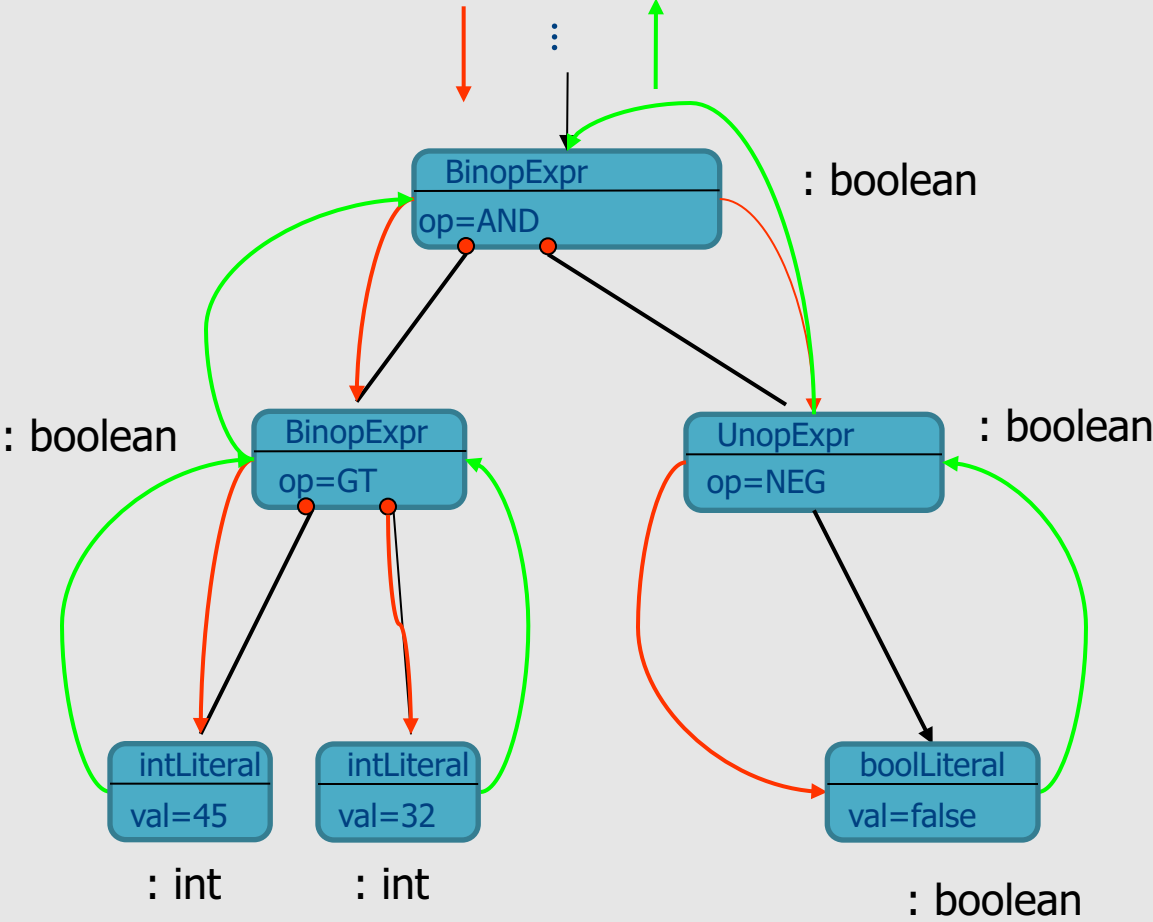 ...
BinopExpr
: boolean
op=AND
: boolean
BinopExpr
op=GT
UnopExpr
: boolean
op=NEG
intLiteral
val=45
intLiteral
val=32
boolLiteral
val=false
: int
: int
: boolean